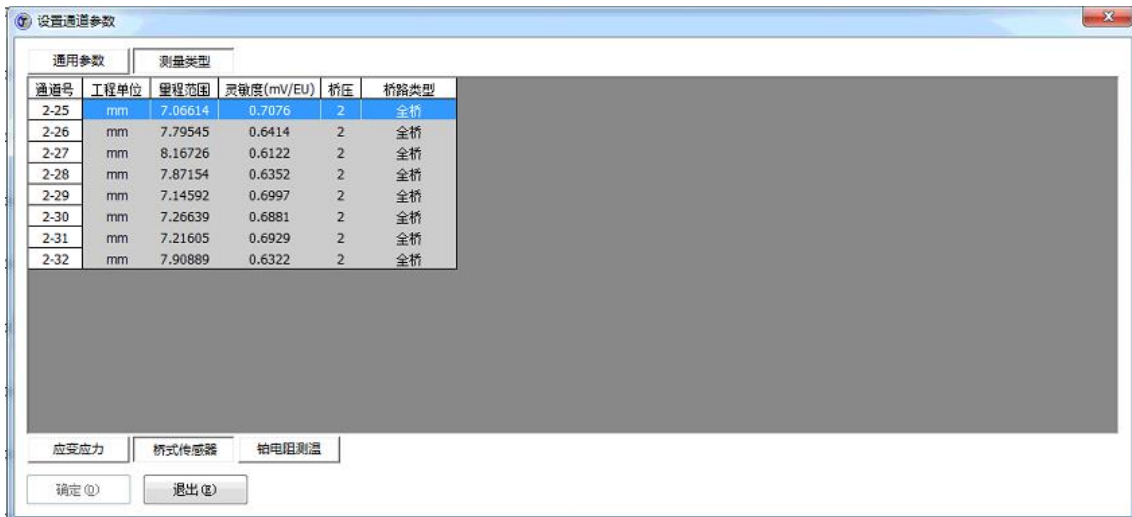 设置通道参数
通用参数 测量类型
通道号 工程单位 量程范围 灵敏度(mV/EU) 桥压 桥路类型
2-25 mm 7.06614 0.7076 2 全桥
2-26 mm 7.79545 0.6414 2 全桥
2-27 mm 8.16726 0.6122 2 全桥
2-28 mm 7.87154 0.6352 2 全桥
2-29 mm 7.14592 0.6997 2 全桥
2-30 mm 7.26639 0.6881 2 全桥
2-31 mm 7.21605 0.6929 2 全桥
2-32 mm 7.90889 0.6322 2 全桥
应变应力 桥式传感器 铂电阻测温
确定(O) 退出(E)